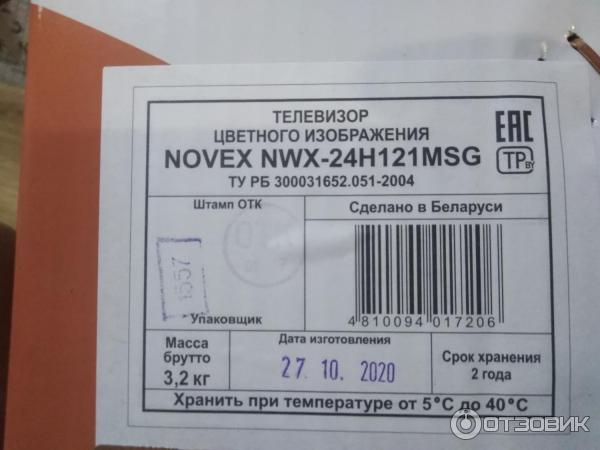 ТЕЛЕВИЗОР
ЦВЕТНОГО ИЗОБРАЖЕНИЯ
NOVEX NWX-24H121MSG
ТУ РБ 300031652.051-2004
EAC
ТР BY
Штамп ОТК
1557
Упаковщик
Сделано в Беларуси
4 810094 017206
Масса
брутто
3,2 кг
Дата изготовления
27. 10. 2020
Срок хранения
2 года
Хранить при температуре от 5°C до 40°C
ОТЗОВИК